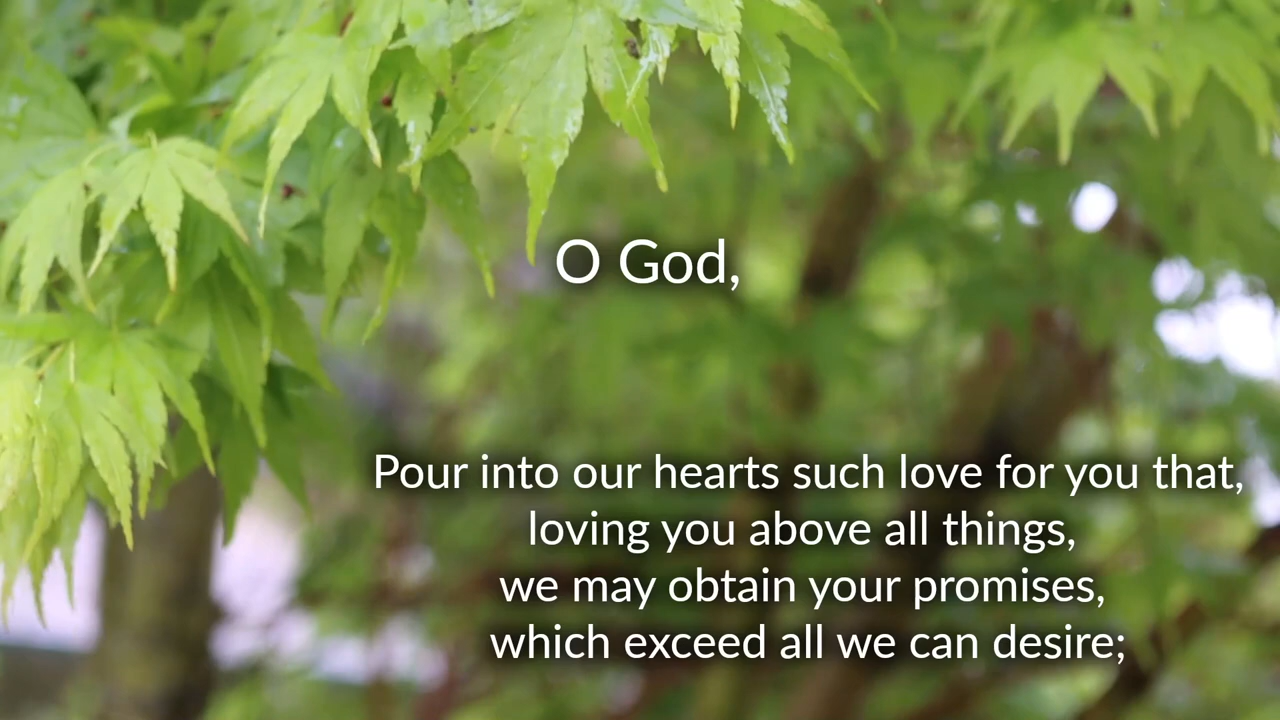 O God,
Pour into our hearts such love for you that,
loving you above all things,
we may obtain your promises,
which exceed all we can desire;